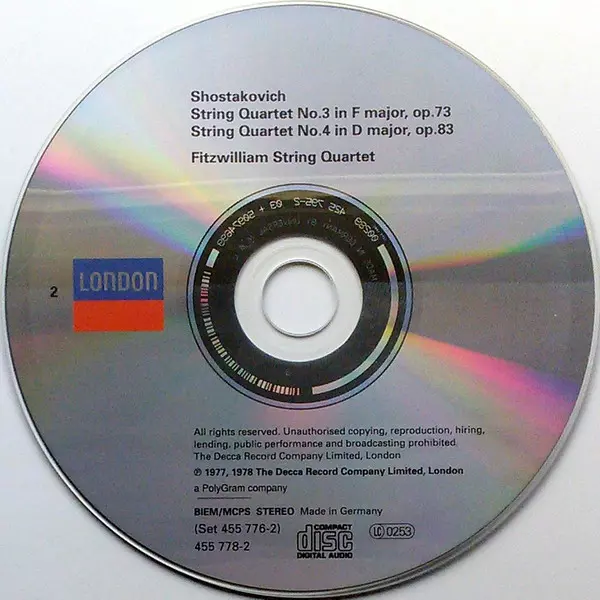 Shostakovich
String Quartet No.3 in F major, op.73
String Quartet No.4 in D major, op.83
Fitzwilliam String Quartet
2
LONDON
All rights reserved. Unauthorised copying, reproduction, hiring,
lending, public performance and broadcasting prohibited.
The Decca Record Company Limited, London
℗ 1977, 1978 The Decca Record Company Limited, London
a PolyGram company
BIEM/MCPS STEREO Made in Germany
(Set 455 776-2)
455 778-2
COMPACT
disc
DIGITAL AUDIO
LC 0253